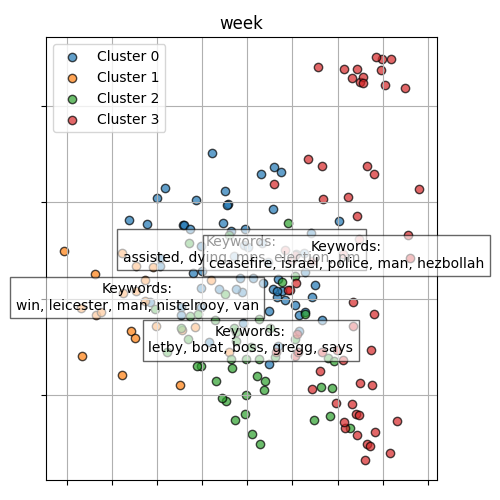 week
Cluster 0
Cluster 1
Cluster 2
Cluster 3
Keywords:
assisted, dying, mps, election, pm
Keywords:
ceasefire, israel, police, man, hezbollah
Keywords:
win, leicester, man, nistelrooy, van
Keywords:
letby, boat, boss, gregg, says